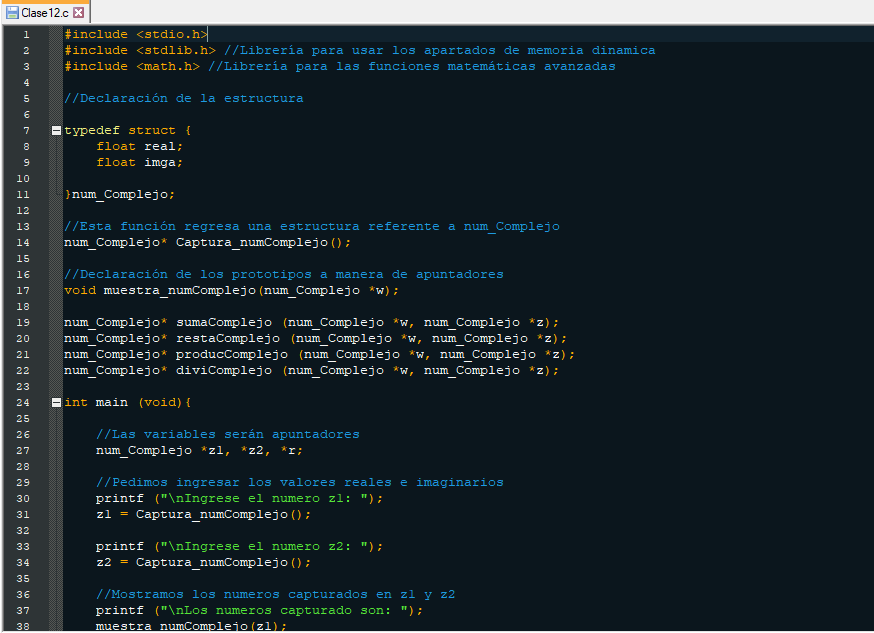 Clase12.c
1 #include <stdio.h>
2 #include <stdlib.h> //Librería para usar los apartados de memoria dinamica
3 #include <math.h> //Librería para las funciones matemáticas avanzadas
4
5 //Declaración de la estructura
6
7 typedef struct {
8 float real;
9 float imga;
10
11 }num_Complejo;
12
13 //Esta función regresa una estructura referente a num_Complejo
14 num_Complejo* Captura_numComplejo();
15
16 //Declaración de los prototipos a manera de apuntadores
17 void muestra_numComplejo(num_Complejo *w);
18
19 num_Complejo* sumaComplejo (num_Complejo *w, num_Complejo *z);
20 num_Complejo* restaComplejo (num_Complejo *w, num_Complejo *z);
21 num_Complejo* producComplejo (num_Complejo *w, num_Complejo *z);
22 num_Complejo* diviComplejo (num_Complejo *w, num_Complejo *z);
23
24 int main (void){
25
26 //Las variables serán apuntadores
27 num_Complejo *z1, *z2, *r;
28
29 //Pedimos ingresar los valores reales e imaginarios
30 printf ("\nIngrese el numero z1: ");
31 z1 = Captura_numComplejo();
32
33 printf ("\nIngrese el numero z2: ");
34 z2 = Captura_numComplejo();
35
36 //Mostramos los numeros capturados en z1 y z2
37 printf ("\nLos numeros capturado son: ");
38 muestra_numComplejo(z1);